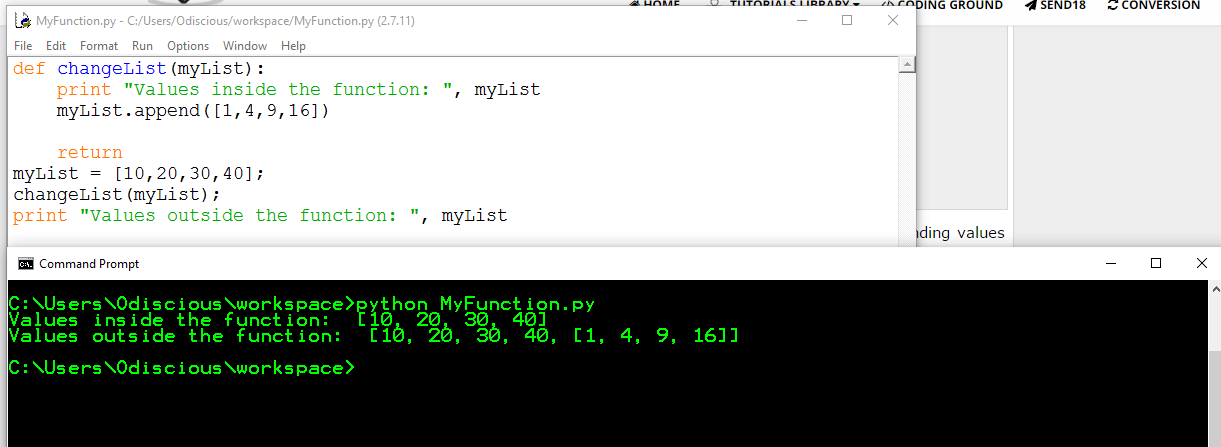 HOME TUTORIALS LIBRARY CODING GROUND SEND18 CONVERSION
MyFunction.py - C:/Users/Odiscious/workspace/MyFunction.py (2.7.11)
File Edit Format Run Options Window Help
def changeList(myList):
    print "Values inside the function: ", myList
    myList.append([1,4,9,16])
    return
myList = [10,20,30,40];
changeList(myList);
print "Values outside the function: ", myList
values
Command Prompt
C:\Users\Odiscious\workspace>python MyFunction.py
Values inside the function:  [10, 20, 30, 40]
Values outside the function:  [10, 20, 30, 40, [1, 4, 9, 16]]
C:\Users\Odiscious\workspace>